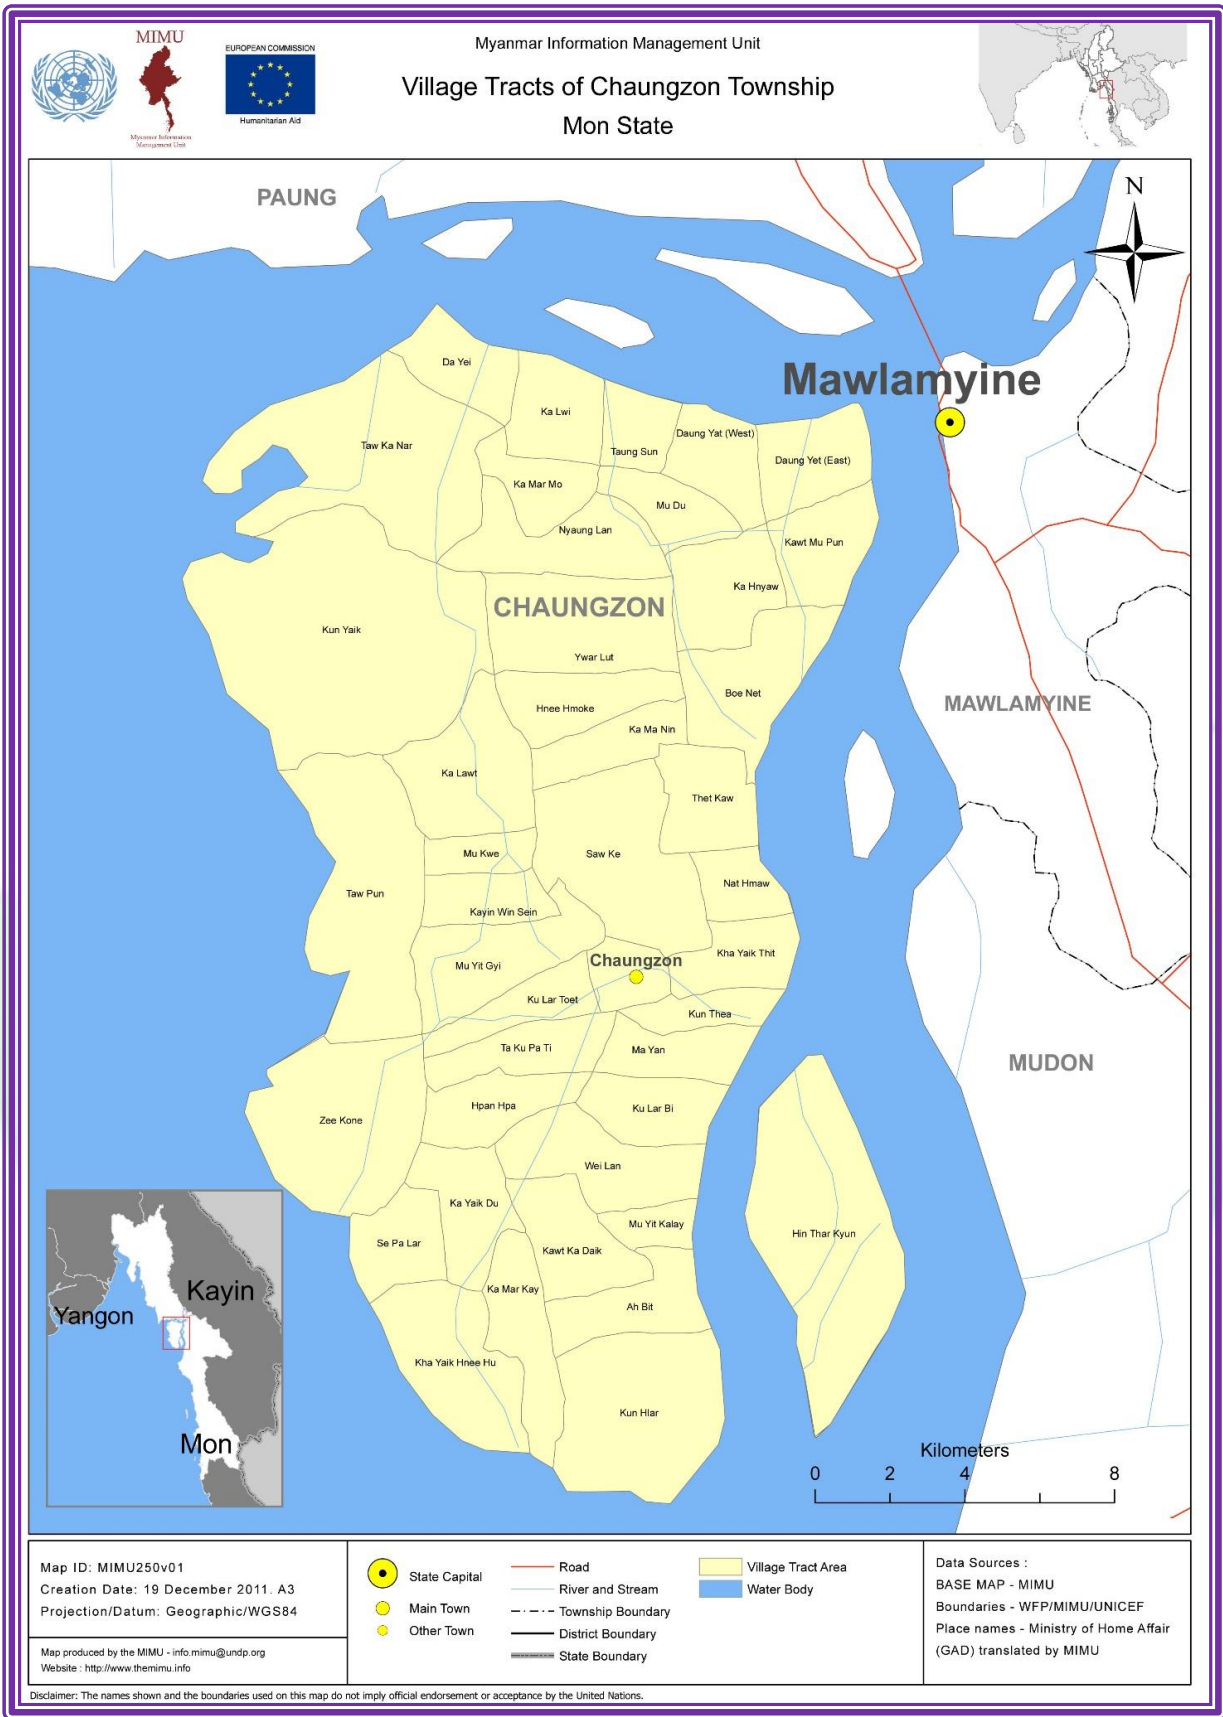 MIMU
Myanmar Information
Management Unit
EUROPEAN COMMISSION
Humanitarian Aid
Myanmar Information Management Unit
Village Tracts of Chaungzon Township
Mon State
PAUNG
N
Da Yei
Mawlamyine
Ka Lwi
Daung Yat (West)
Taw Ka Nar
Taung Sun
Daung Yet (East)
Ka Mar Mo
Mu Du
Nyaung Lan
Kawt Mu Pun
Ka Hnyaw
CHAUNGZON
Kun Yaik
Ywar Lut
Boe Net
MAWLAMYINE
Hnee Hmoke
Ka Ma Nin
Ka Lawt
Thet Kaw
Mu Kwe
Saw Ke
Nat Hmaw
Taw Pun
Kayin Win Sein
Kha Yaik Thit
Chaungzon
Mu Yit Gyi
Ku Lar Toet
Kun Thea
Ta Ku Pa Ti
Ma Yan
MUDON
Hpan Hpa
Ku Lar Bi
Zee Kone
Wei Lan
Ka Yaik Du
Mu Yit Kalay
Hin Thar Kyun
Se Pa Lar
Kawt Ka Daik
Ka Mar Kay
Ah Bit
Kha Yaik Hnee Hu
Kun Hlar
Kayin
Yangon
Mon
Kilometers
0 2 4 8
Map ID: MIMU250v01
Creation Date: 19 December 2011. A3
Projection/Datum: Geographic/WGS84
Map produced by the MIMU - info.mimu@undp.org
Website : http://www.themimu.info
State Capital
Main Town
Other Town
Road
River and Stream
Township Boundary
District Boundary
State Boundary
Village Tract Area
Water Body
Data Sources :
BASE MAP - MIMU
Boundaries - WFP/MIMU/UNICEF
Place names - Ministry of Home Affair
(GAD) translated by MIMU
Disclaimer: The names shown and the boundaries used on this map do not imply official endorsement or acceptance by the United Nations.